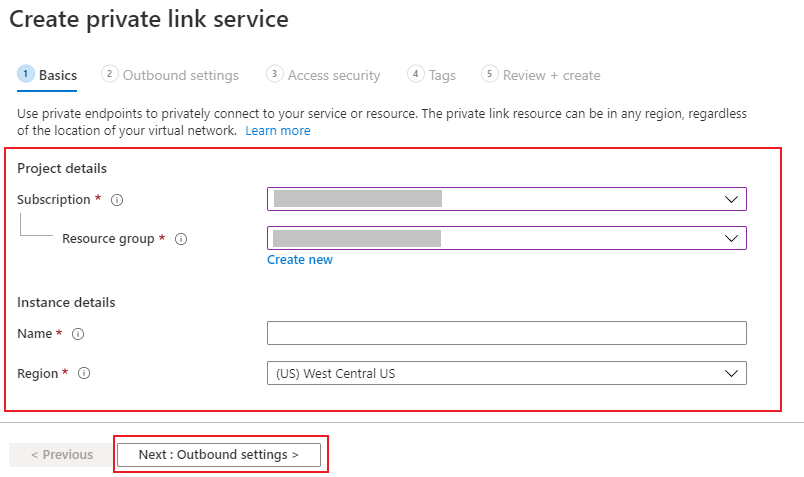 Create private link service
1 Basics 2 Outbound settings 3 Access security 4 Tags 5 Review + create
Use private endpoints to privately connect to your service or resource. The private link resource can be in any region, regardless
of the location of your virtual network. Learn more
Project details
Subscription *
Resource group *
Create new
Instance details
Name *
Region * (US) West Central US
< Previous Next : Outbound settings >